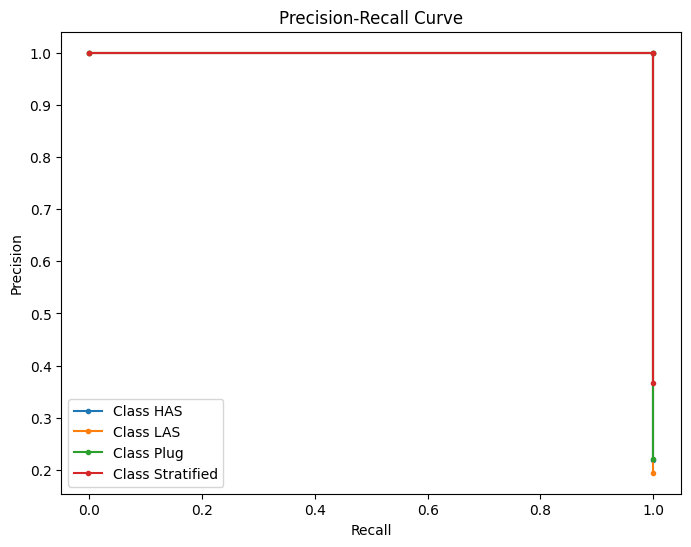 Precision-Recall Curve
Precision
1.0
0.9
0.8
0.7
0.6
0.5
0.4
0.3
0.2
Class HAS
Class LAS
Class Plug
Class Stratified
0.0 0.2 0.4 0.6 0.8 1.0
Recall